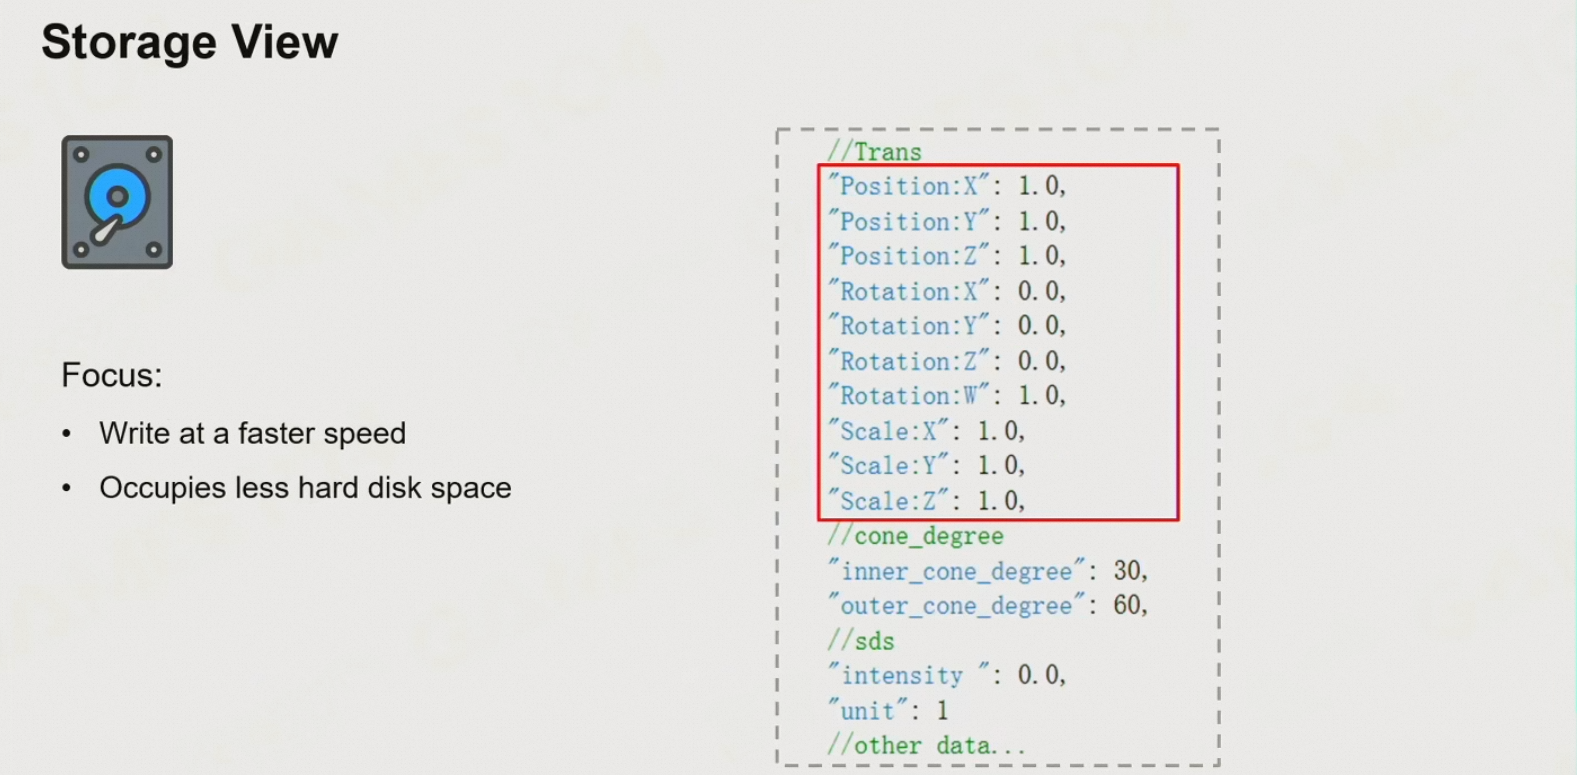 Storage View
Focus:
• Write at a faster speed
• Occupies less hard disk space
//Trans
"Position:X": 1.0,
"Position:Y": 1.0,
"Position:Z": 1.0,
"Rotation:X": 0.0,
"Rotation:Y": 0.0,
"Rotation:Z": 0.0,
"Rotation:W": 1.0,
"Scale:X": 1.0,
"Scale:Y": 1.0,
"Scale:Z": 1.0,
//cone_degree
"inner_cone_degree": 30,
"outer_cone_degree": 60,
//sds
"intensity ": 0.0,
"unit": 1
//other data...